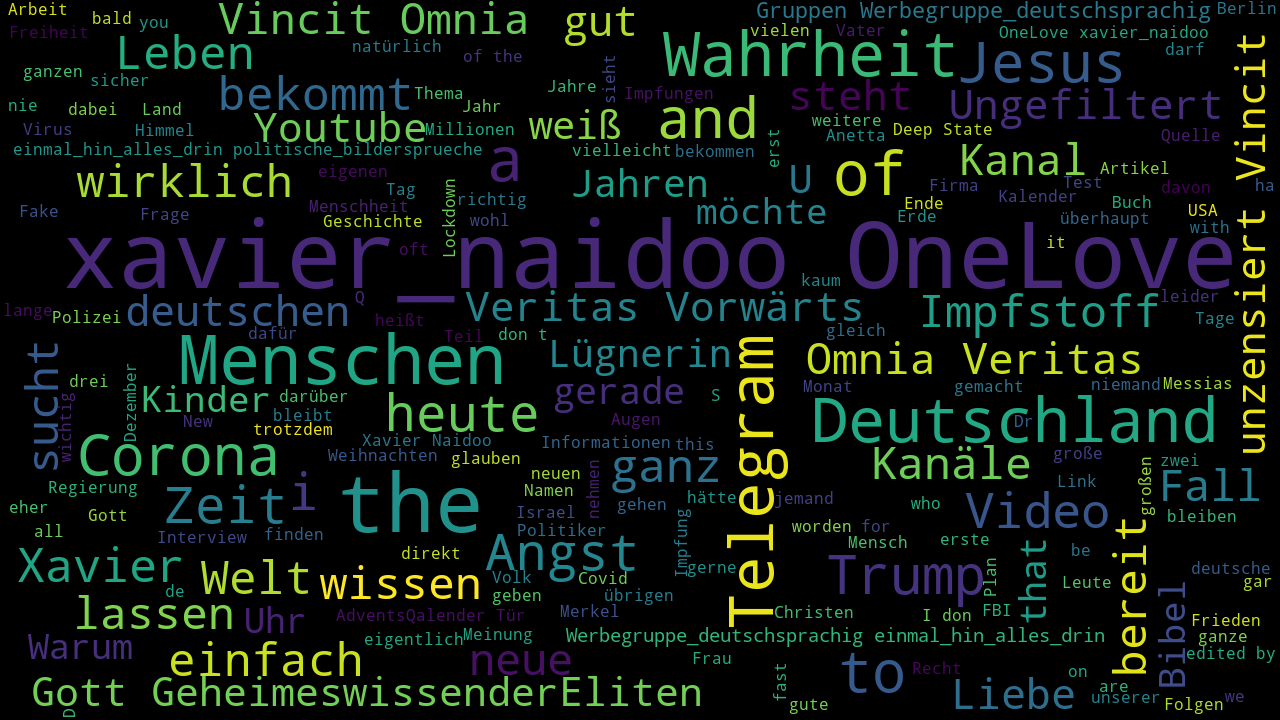 Arbeit bald you Vincit Omnia gut Gruppen Werbegruppe_deutschsprachig Berlin
Freiheit Leben natürlich of the vielen Vater OneLove xavier_naidoo darf
ganzen sicher bekommt Thema Jahre sieht Impfungen Wahrheit Jesus
nie dabei Land Youtube Jahr Millionen weiß and steht weitere Ungefiltert
Virus Himmel vielleicht bekommen erst Anetta Deep State Quelle
einmal_hin_alles_drin politische_bildersprueche a U of Kanal Artikel
wirklich eigenen Tag Jahren Firma Test davon ha
Fake Frage Menschheit richtig möchte Ende Kalender Buch USA
Geschichte Lockdown wohl Erde überhaupt with
xavier_naidoo OneLove
oft it kaum
lange Polizei deutschen Q heißt Veritas Vorwärts Impfstoff leider Tage
dafür Teil don t gleich unzensiert Vincit
sucht drei Menschen Lügnerin Telegram Omnia Veritas
Kinder darüber gerade S Monat gemacht niemand Messias
wichtig Dezember New bleibt heute Augen Deutschland Dr
trotzdem Xavier Naidoo Informationen this
Corona Weihnachten glauben neuen ganz Kanäle große zwei
Regierung Zeit i the Namen nehmen gehen hätte jemand Link großen Fall
eher Gott Israel who Video bleiben
all Interview finden Politiker Impfung worden for
Xavier direkt Angst Mensch erste be
de Welt wissen Volk Covid gerne Trump Plan that Leute deutsche
lassen geben übrigen bereit gar
Uhr AdventsQalender Tür Merkel Christen I don FBI Bibel Frieden
Warum eigentlich Meinung Werbegruppe_deutschsprachig einmal_hin_alles_drin ganze
einfach neue Frau fast to Recht on edited by
Gott GeheimeswissenderEliten gute Liebe are unserer we
D Folgen